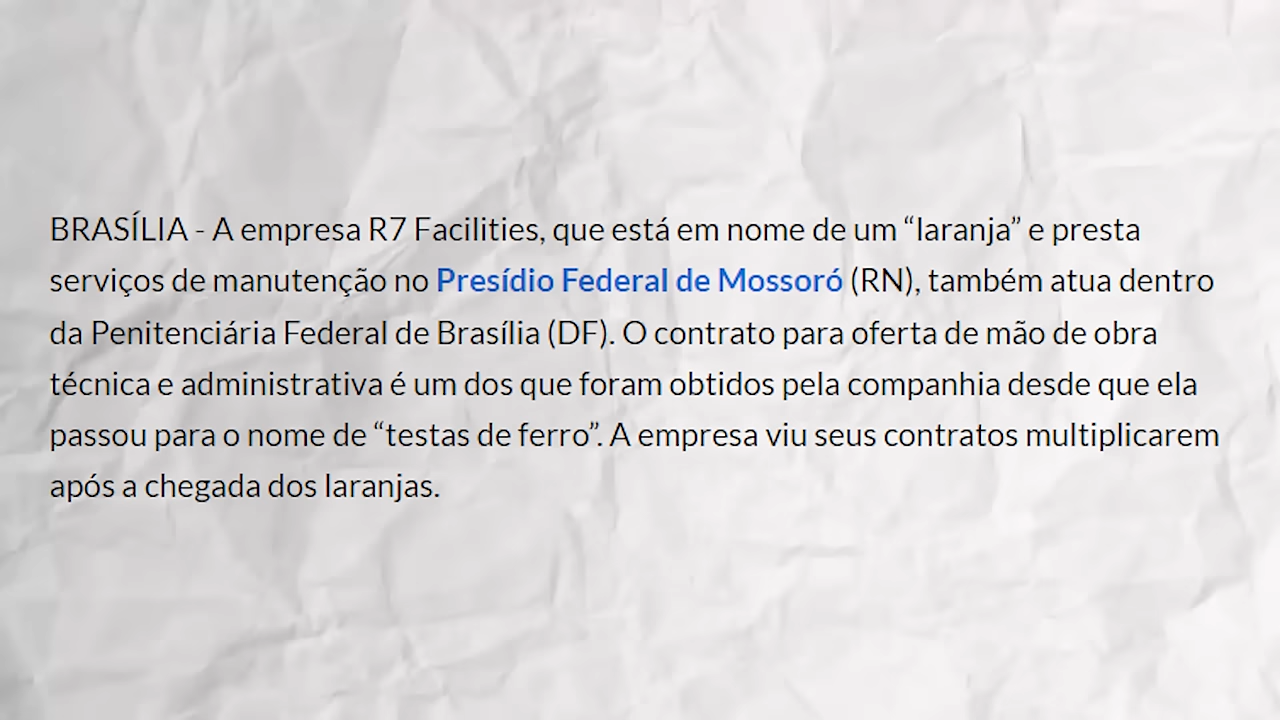 BRASÍLIA - A empresa R7 Facilities, que está em nome de um “laranja” e presta
serviços de manutenção no Presídio Federal de Mossoró (RN), também atua dentro
da Penitenciária Federal de Brasília (DF). O contrato para oferta de mão de obra
técnica e administrativa é um dos que foram obtidos pela companhia desde que ela
passou para o nome de “testas de ferro”. A empresa viu seus contratos multiplicarem
após a chegada dos laranjas.